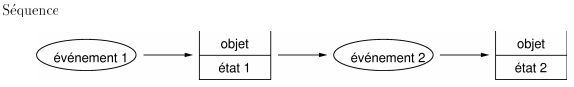 Séquence
événement 1
objet
état 1
événement 2
objet
état 2